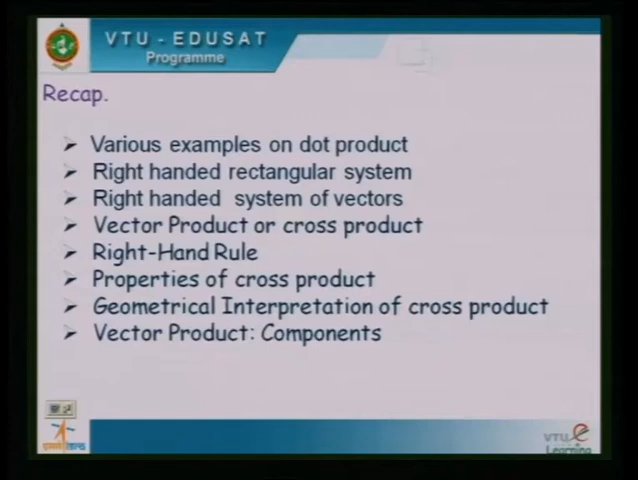 VTU - EDUSAT
Programme
Recap.
Various examples on dot product
Right handed rectangular system
Right handed system of vectors
Vector Product or cross product
Right-Hand Rule
Properties of cross product
Geometrical Interpretation of cross product
Vector Product: Components
VTU e
Learning